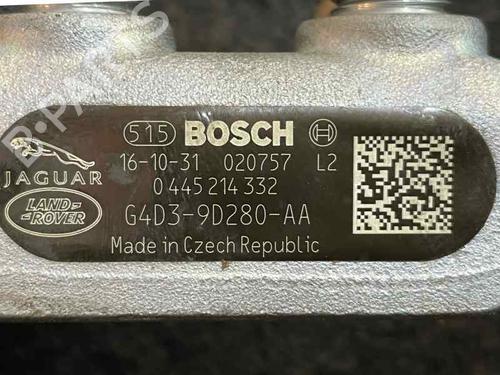 515 BOSCH
16-10-31 020757 L2
0 445 214 332
G4D3-9D280-AA
Made in Czech Republic
JAGUAR
LAND-
ROVER
B-PARTS